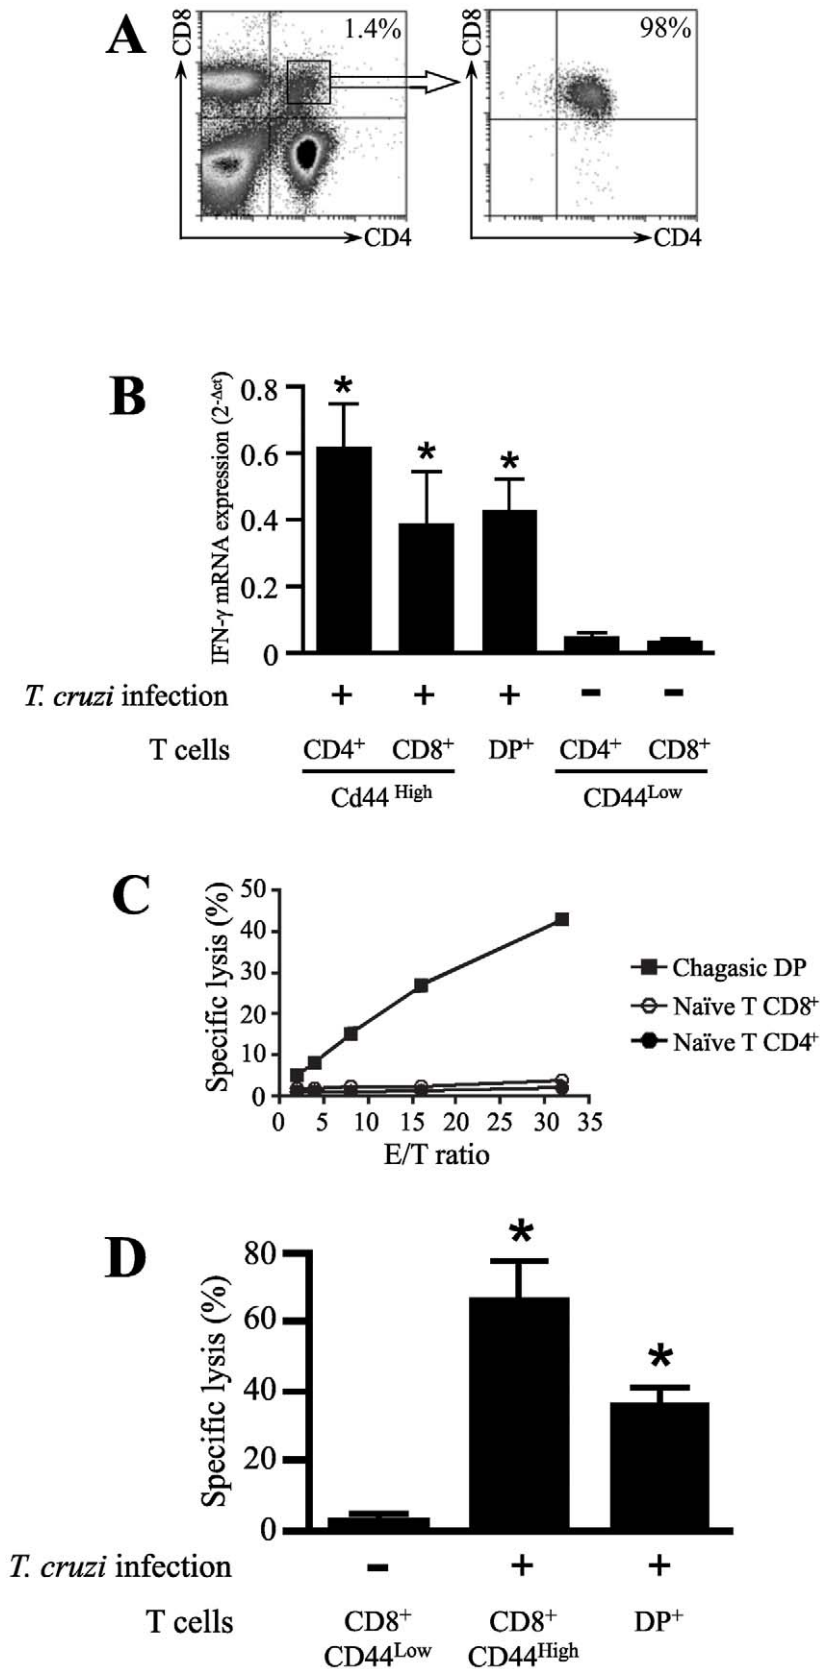 A
CD8
1.4%
CD4
CD8
98%
CD4
B
IFN-γ mRNA expression (2-Δct)
0.8
0.6
0.4
0.2
0
*
*
*
T. cruzi infection + + + - -
T cells CD4+ CD8+ DP+ CD4+ CD8+
Cd44 High CD44Low
C
Specific lysis (%)
50
40
30
20
10
0
0 5 10 15 20 25 30 35
E/T ratio
Chagasic DP
Naïve T CD8+
Naïve T CD4+
D
Specific lysis (%)
80
60
40
20
0
*
*
T. cruzi infection - + +
T cells CD8+ CD8+ DP+
CD44Low CD44High